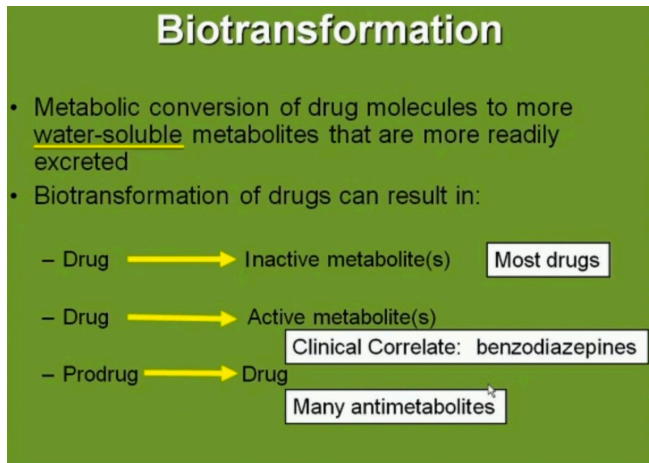 Biotransformation
• Metabolic conversion of drug molecules to more
water-soluble metabolites that are more readily
excreted
• Biotransformation of drugs can result in:
– Drug Inactive metabolite(s) Most drugs
– Drug Active metabolite(s)
Clinical Correlate: benzodiazepines
– Prodrug Drug
Many antimetabolites